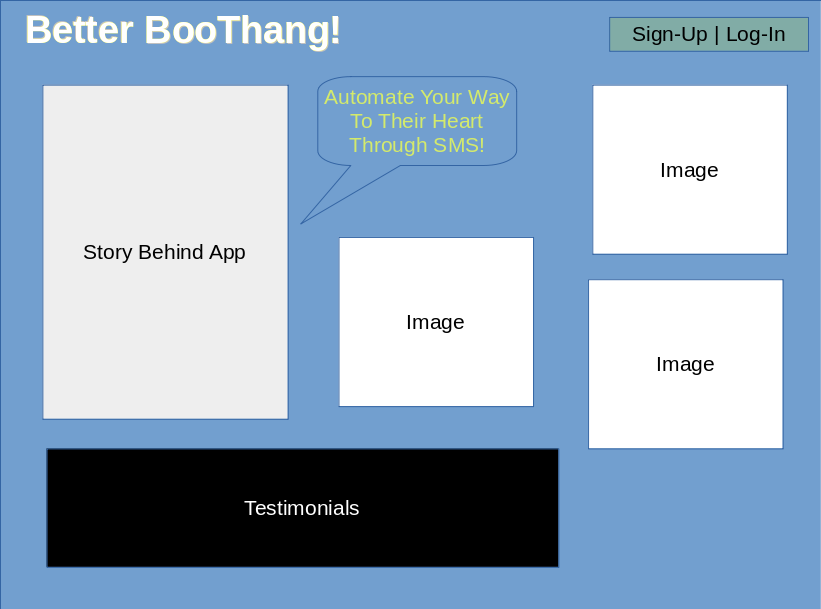 Better BooThang!
Sign-Up | Log-In
Automate Your Way
To Their Heart
Through SMS!
Image
Story Behind App
Image
Image
Testimonials